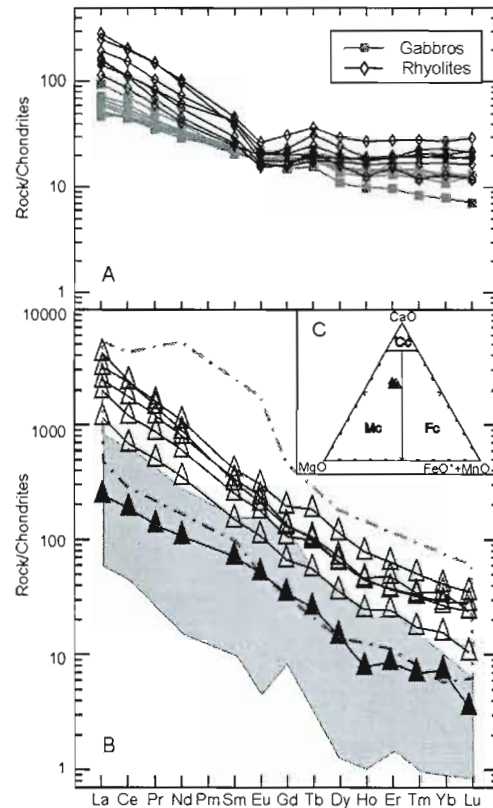 100
10
1
Rock/Chondrites
Gabbros
Rhyolites
A
10000
1000
100
10
1
Rock/Chondrites
B
C
CaO
Cc
Mc
Fc
MgO
FeO*+MnO
La Ce Pr Nd Pm Sm Eu Gd Tb Dy Ho Er Tm Yb Lu